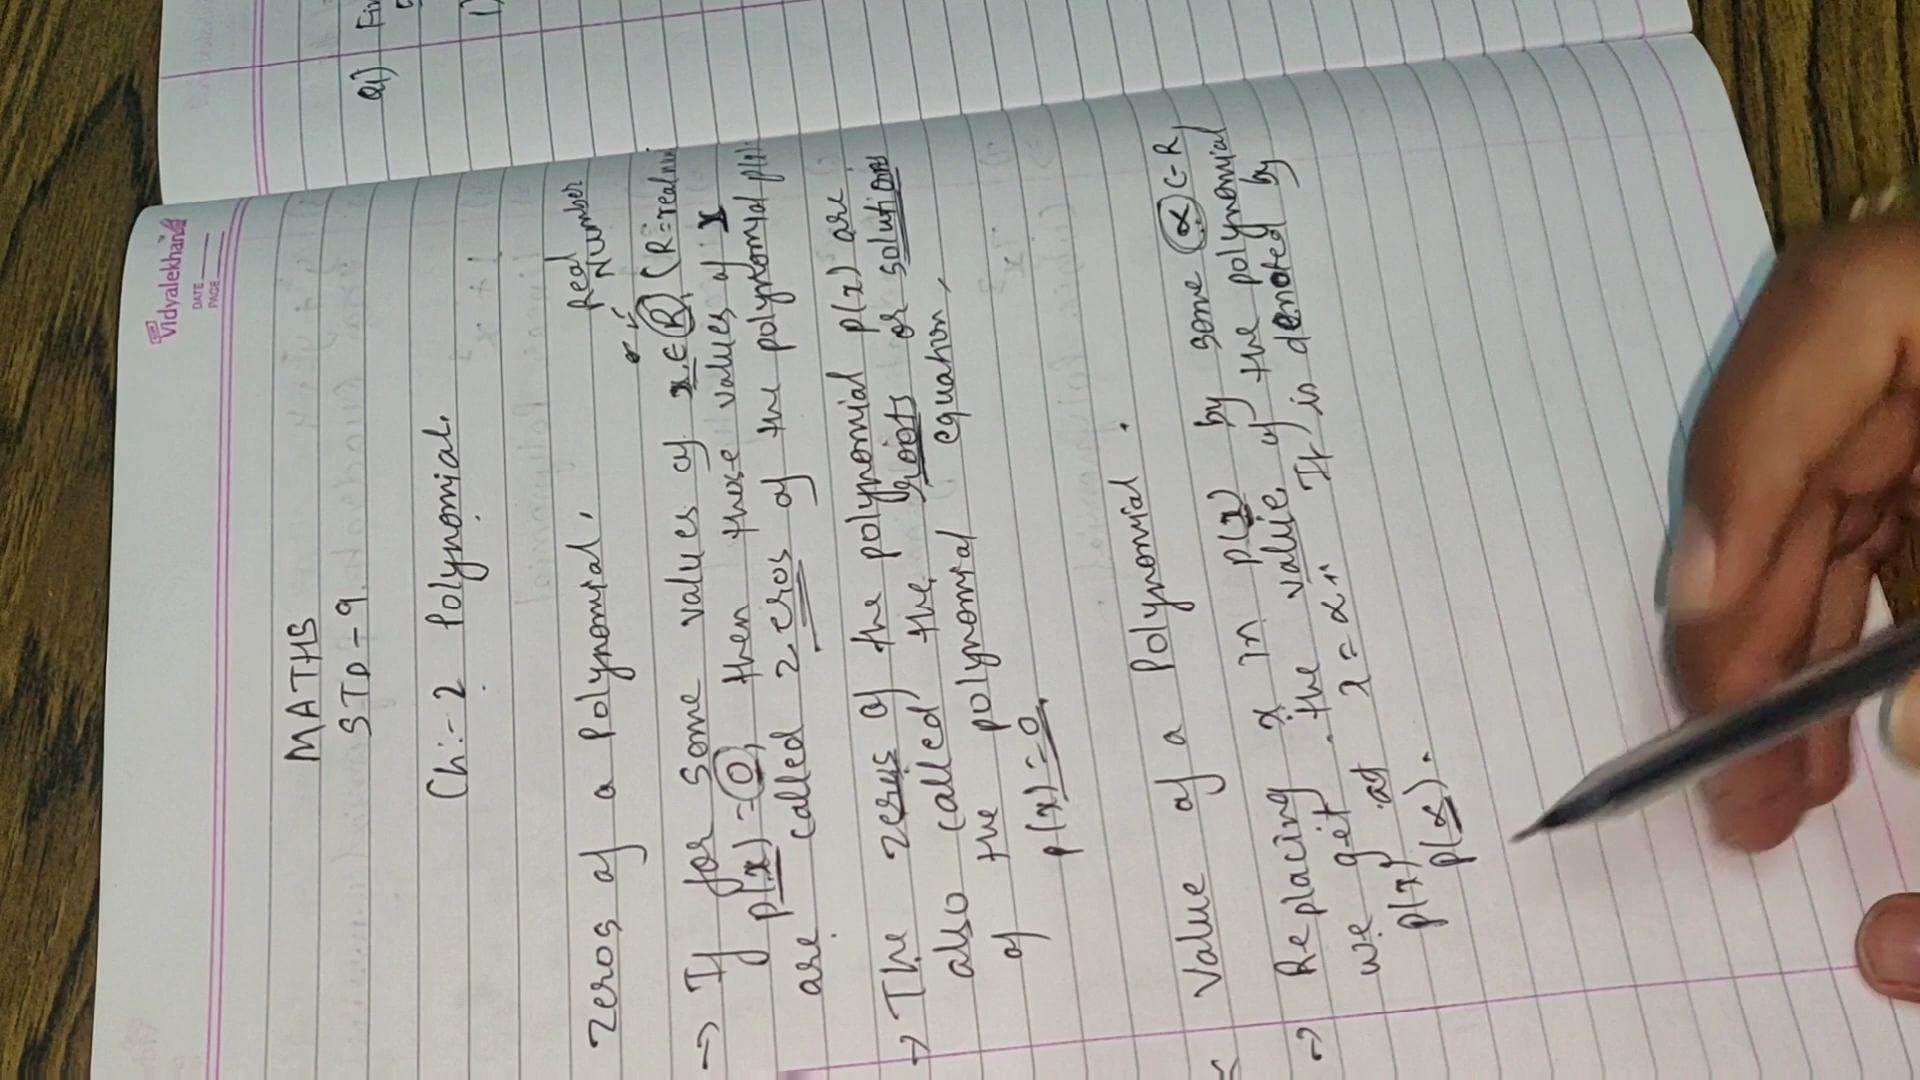 Q1) Fin
1)
Vidyalekhan
DATE
PAGE
MATHS
STD - 9
Ch:- 2 Polynomial.
Zeros of a Polynomial.
Real Number
→ If for some values of x ∈ R (R = real
p(x) = 0, then those values of x
are called zeros of the polynomial p(x).
→ The zeros of the polynomial p(x) are
also called the roots or solutions
of the polynomial equation,
p(x) = 0.
Value of a Polynomial.
→ Replacing x in p(x) by some α ∈ R,
we get the value of the polynomial
p(x) at x = α. It is denoted by
p(α).